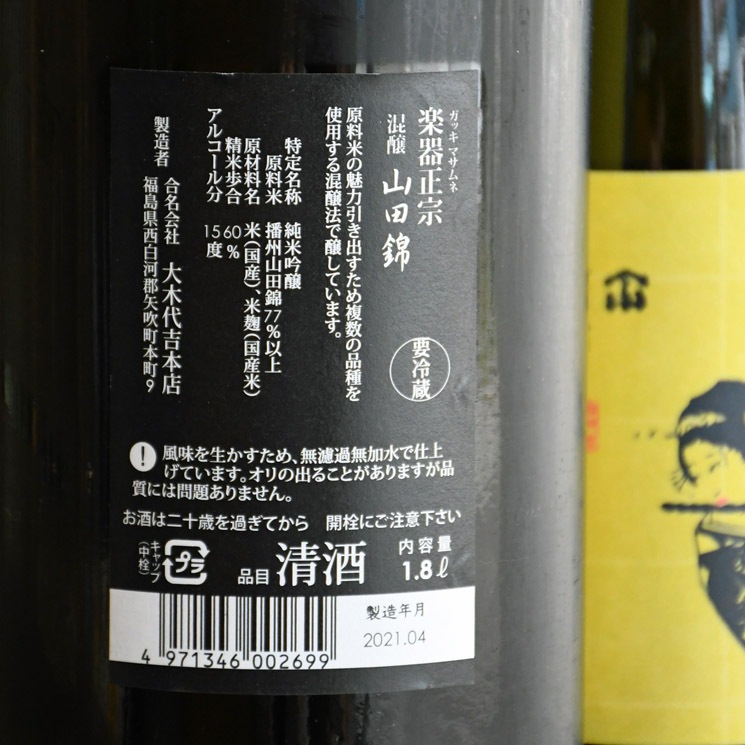 ガッキ マサムネ
楽器正宗
混醸 山田錦
要冷蔵
原料米の魅力引き出すため複数の品種を
使用する混醸法で醸しています。
特定名称 純米吟醸
原料米 播州山田錦77%以上
原材料名 米(国産)、米麹(国産米)
精米歩合 60%
アルコール分 15度
製造者 合名会社 大木代吉本店
福島県西白河郡矢吹町本町9
! 風味を生かすため、無濾過無加水で仕上
げています。オリの出ることがありますが品
質には問題ありません。
お酒は二十歳を過ぎてから 開栓にご注意下さい
キャップ
(中栓)
プラ
品目 清酒
内容量
1.8ℓ
製造年月
2021.04
4 971346 002699